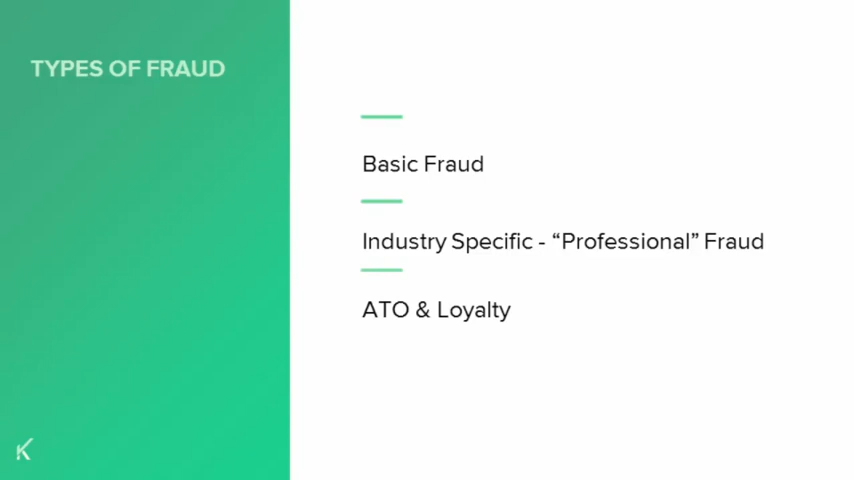 TYPES OF FRAUD
Basic Fraud
Industry Specific - “Professional” Fraud
ATO & Loyalty
K